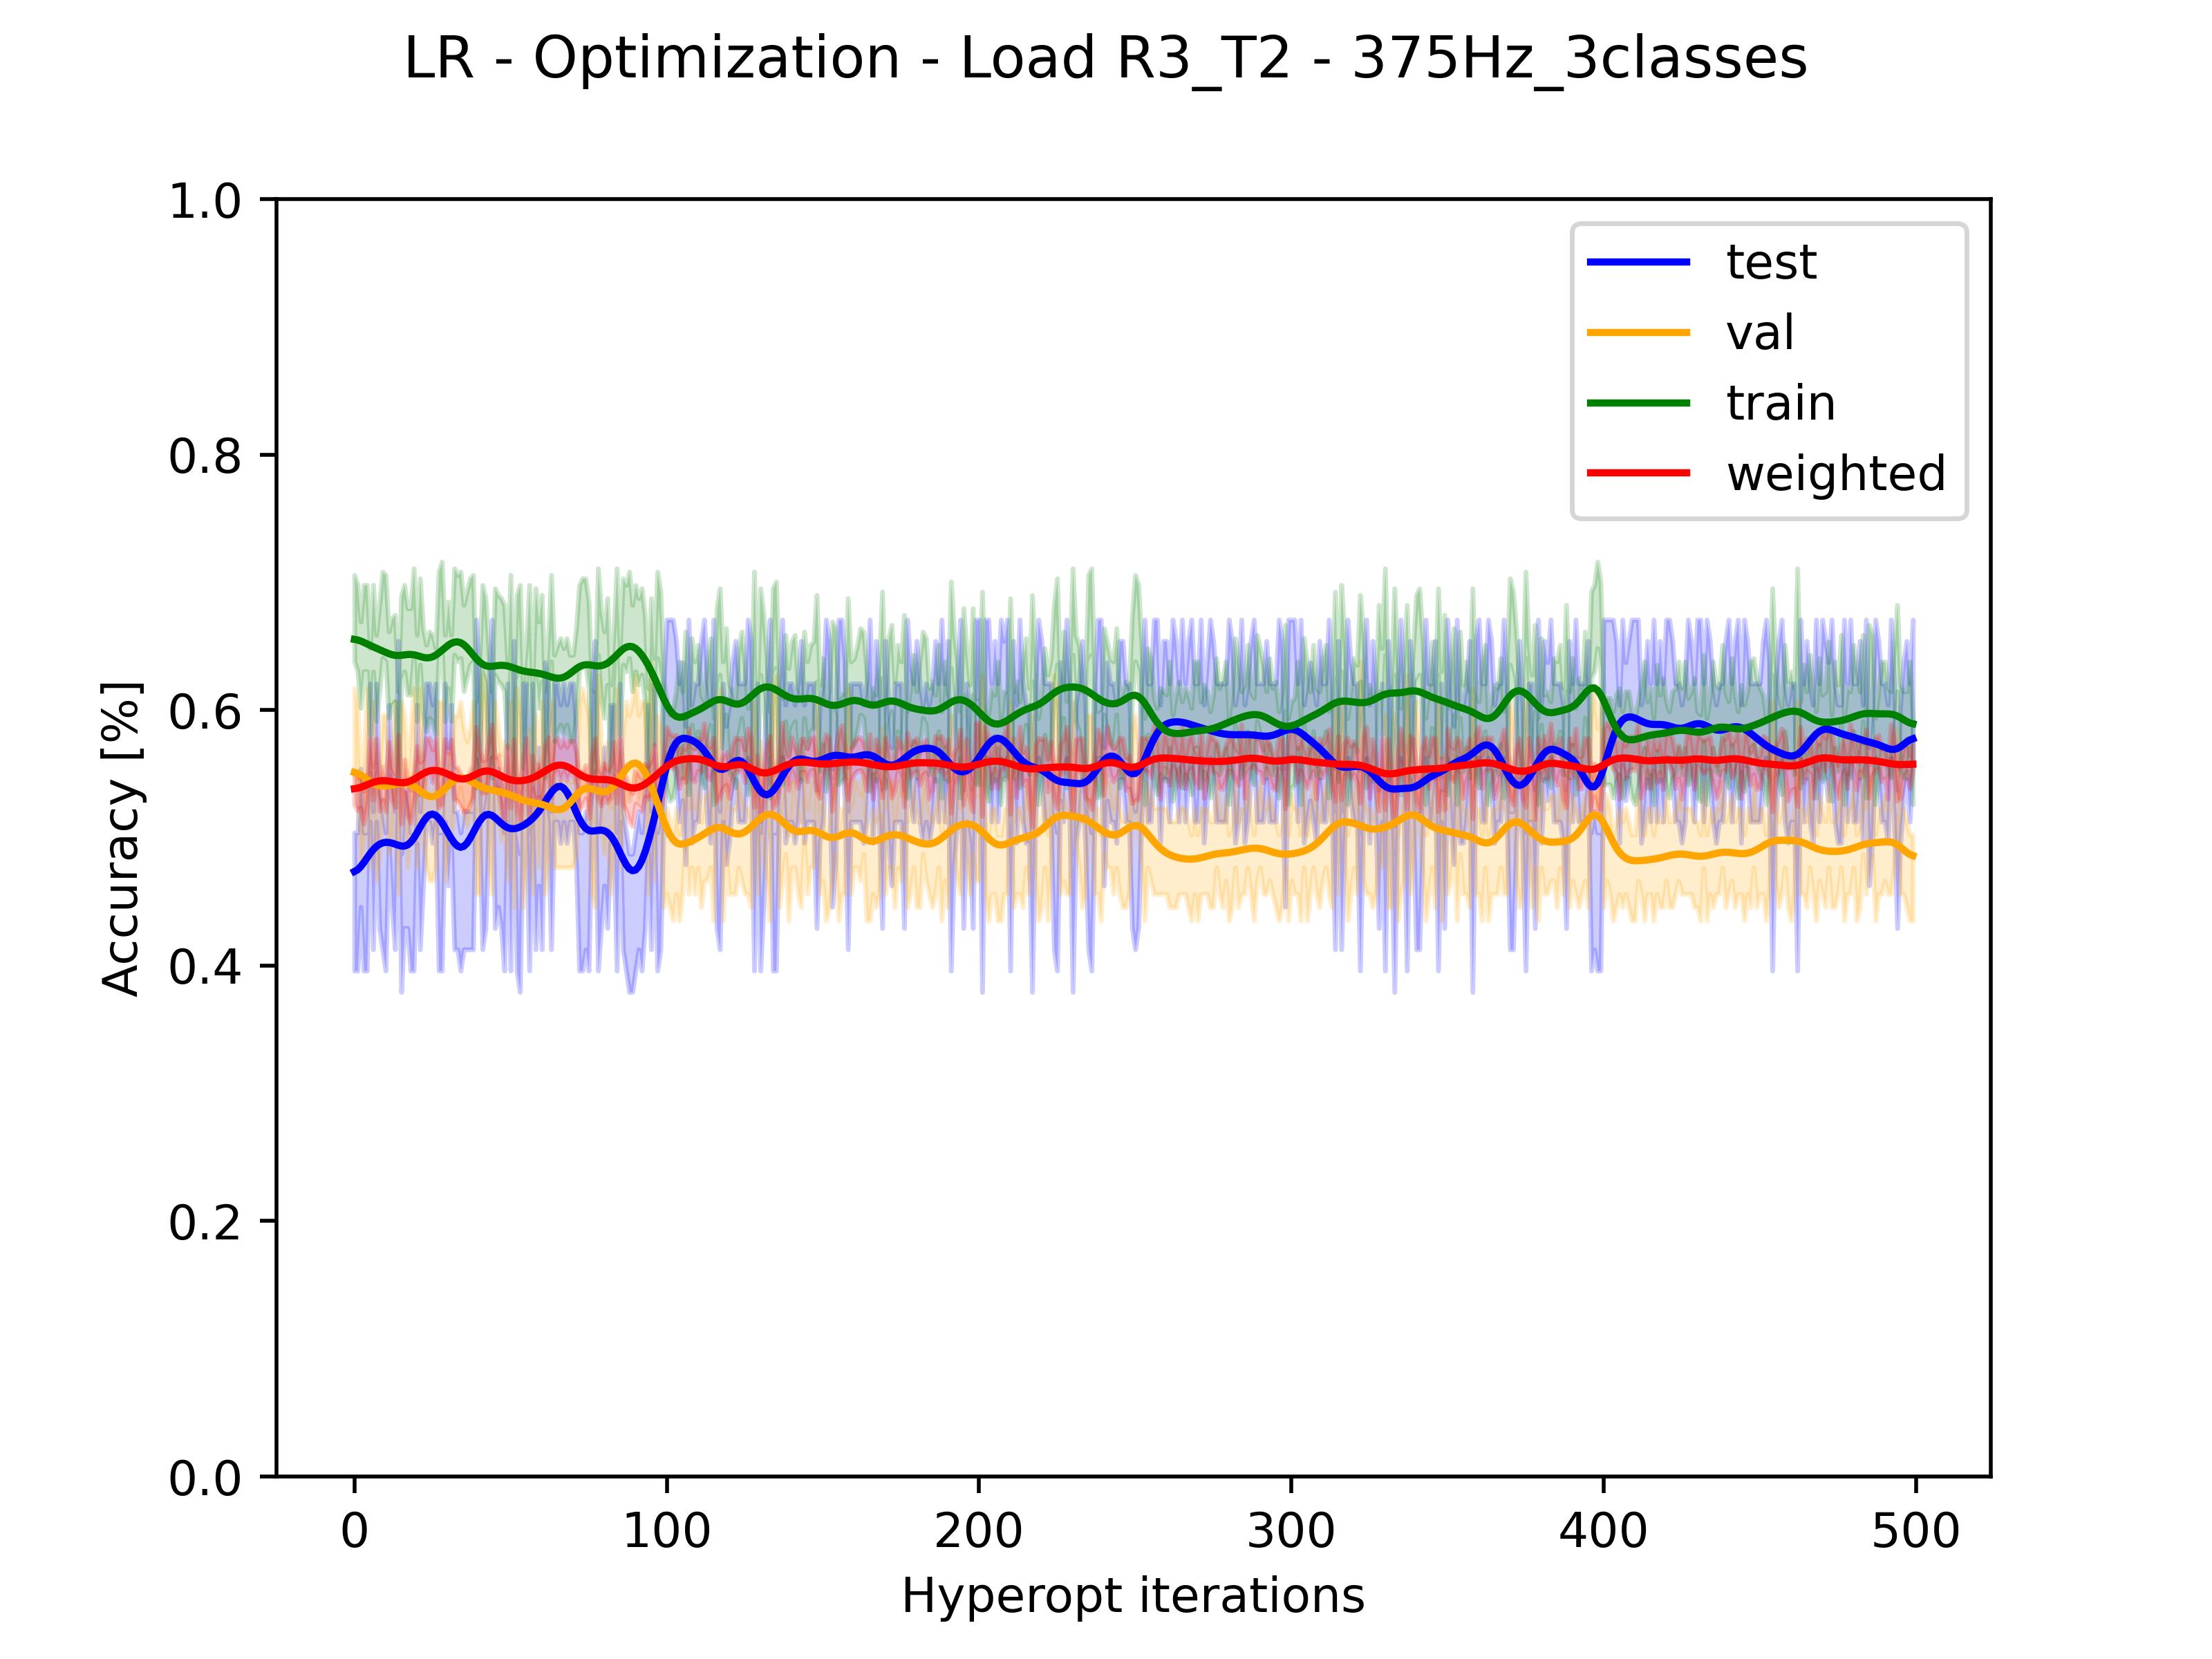 LR - Optimization - Load R3_T2 - 375Hz_3classes
test
val
train
weighted
Accuracy [%]
1.0
0.8
0.6
0.4
0.2
0.0
0 100 200 300 400 500
Hyperopt iterations